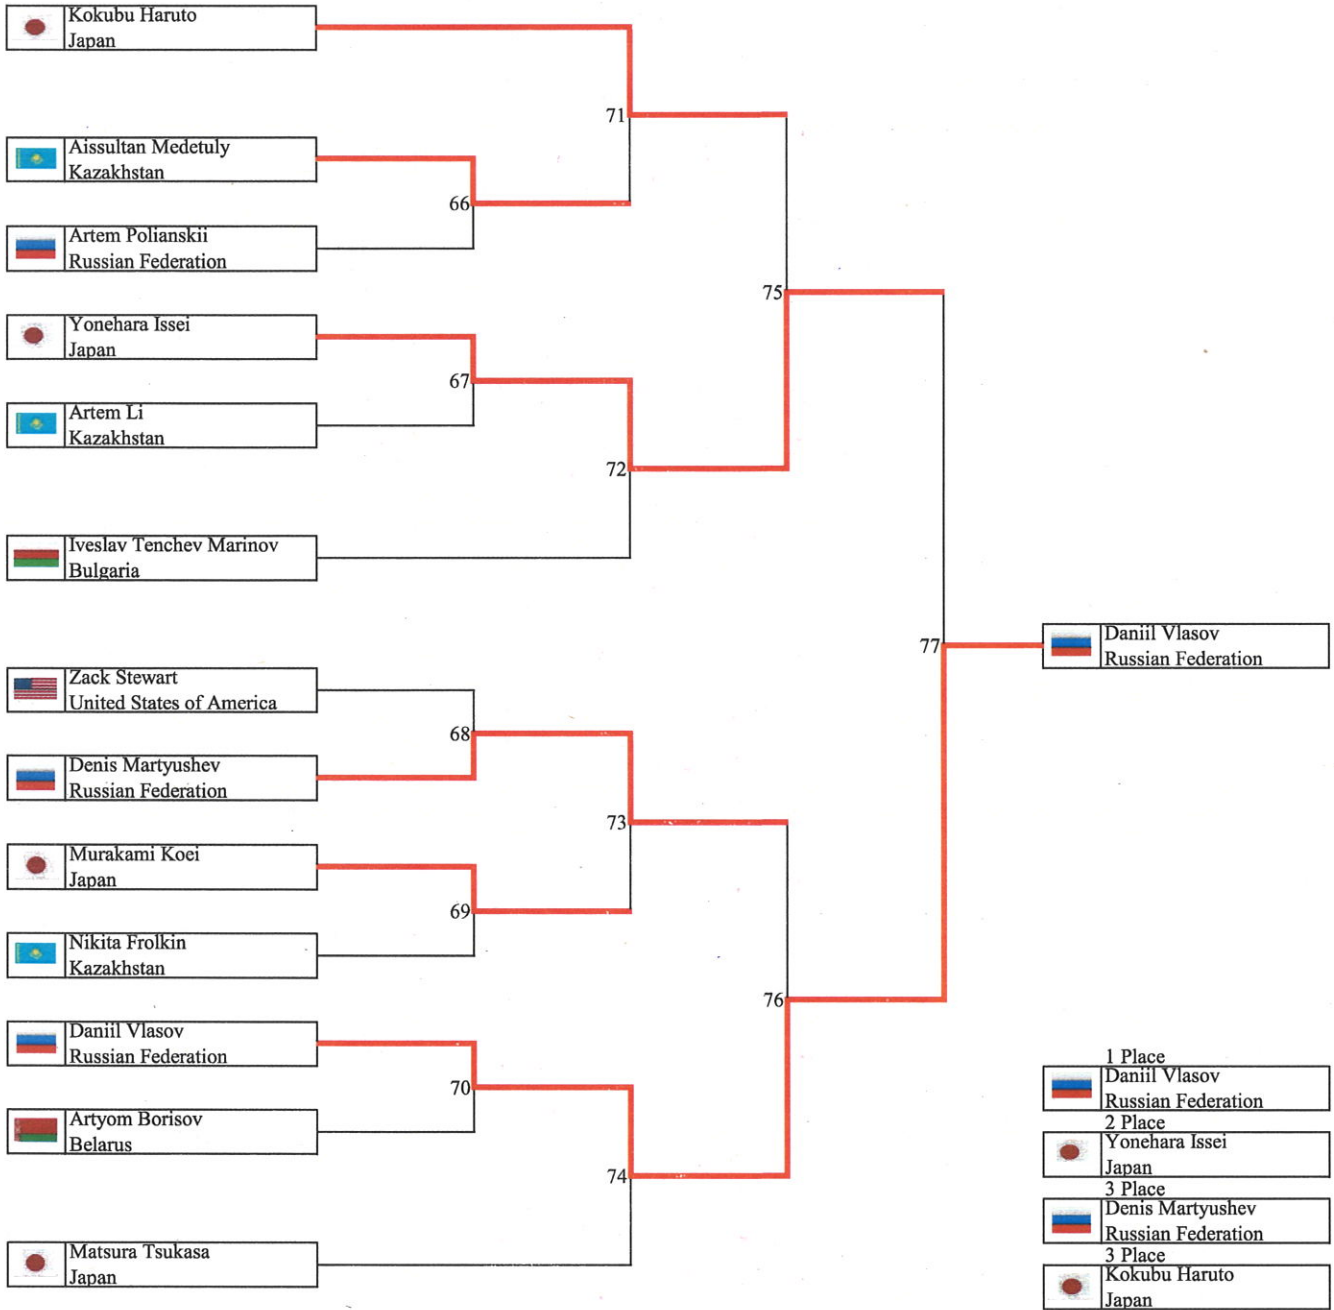 Kokubu Haruto
Japan
71
Aissultan Medetuly
Kazakhstan
66
Artem Polianskii
Russian Federation
75
Yonehara Issei
Japan
67
Artem Li
Kazakhstan
72
Iveslav Tenchev Marinov
Bulgaria
77
Daniil Vlasov
Russian Federation
Zack Stewart
United States of America
68
Denis Martyushev
Russian Federation
73
Murakami Koei
Japan
69
Nikita Frolkin
Kazakhstan
76
Daniil Vlasov
Russian Federation
70
Artyom Borisov
Belarus
74
Matsura Tsukasa
Japan
1 Place
Daniil Vlasov
Russian Federation
2 Place
Yonehara Issei
Japan
3 Place
Denis Martyushev
Russian Federation
3 Place
Kokubu Haruto
Japan